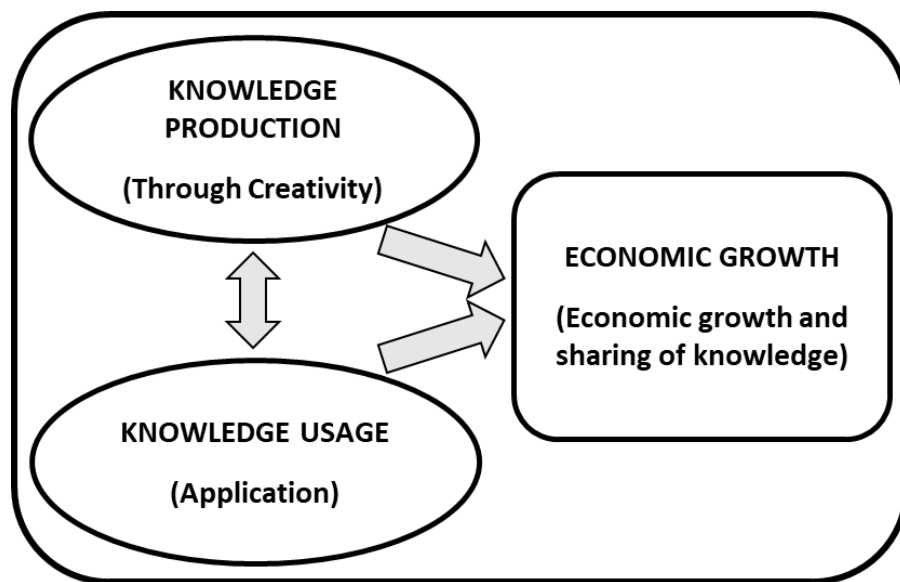 KNOWLEDGE
PRODUCTION
(Through Creativity)
ECONOMIC GROWTH
(Economic growth and
sharing of knowledge)
KNOWLEDGE USAGE
(Application)